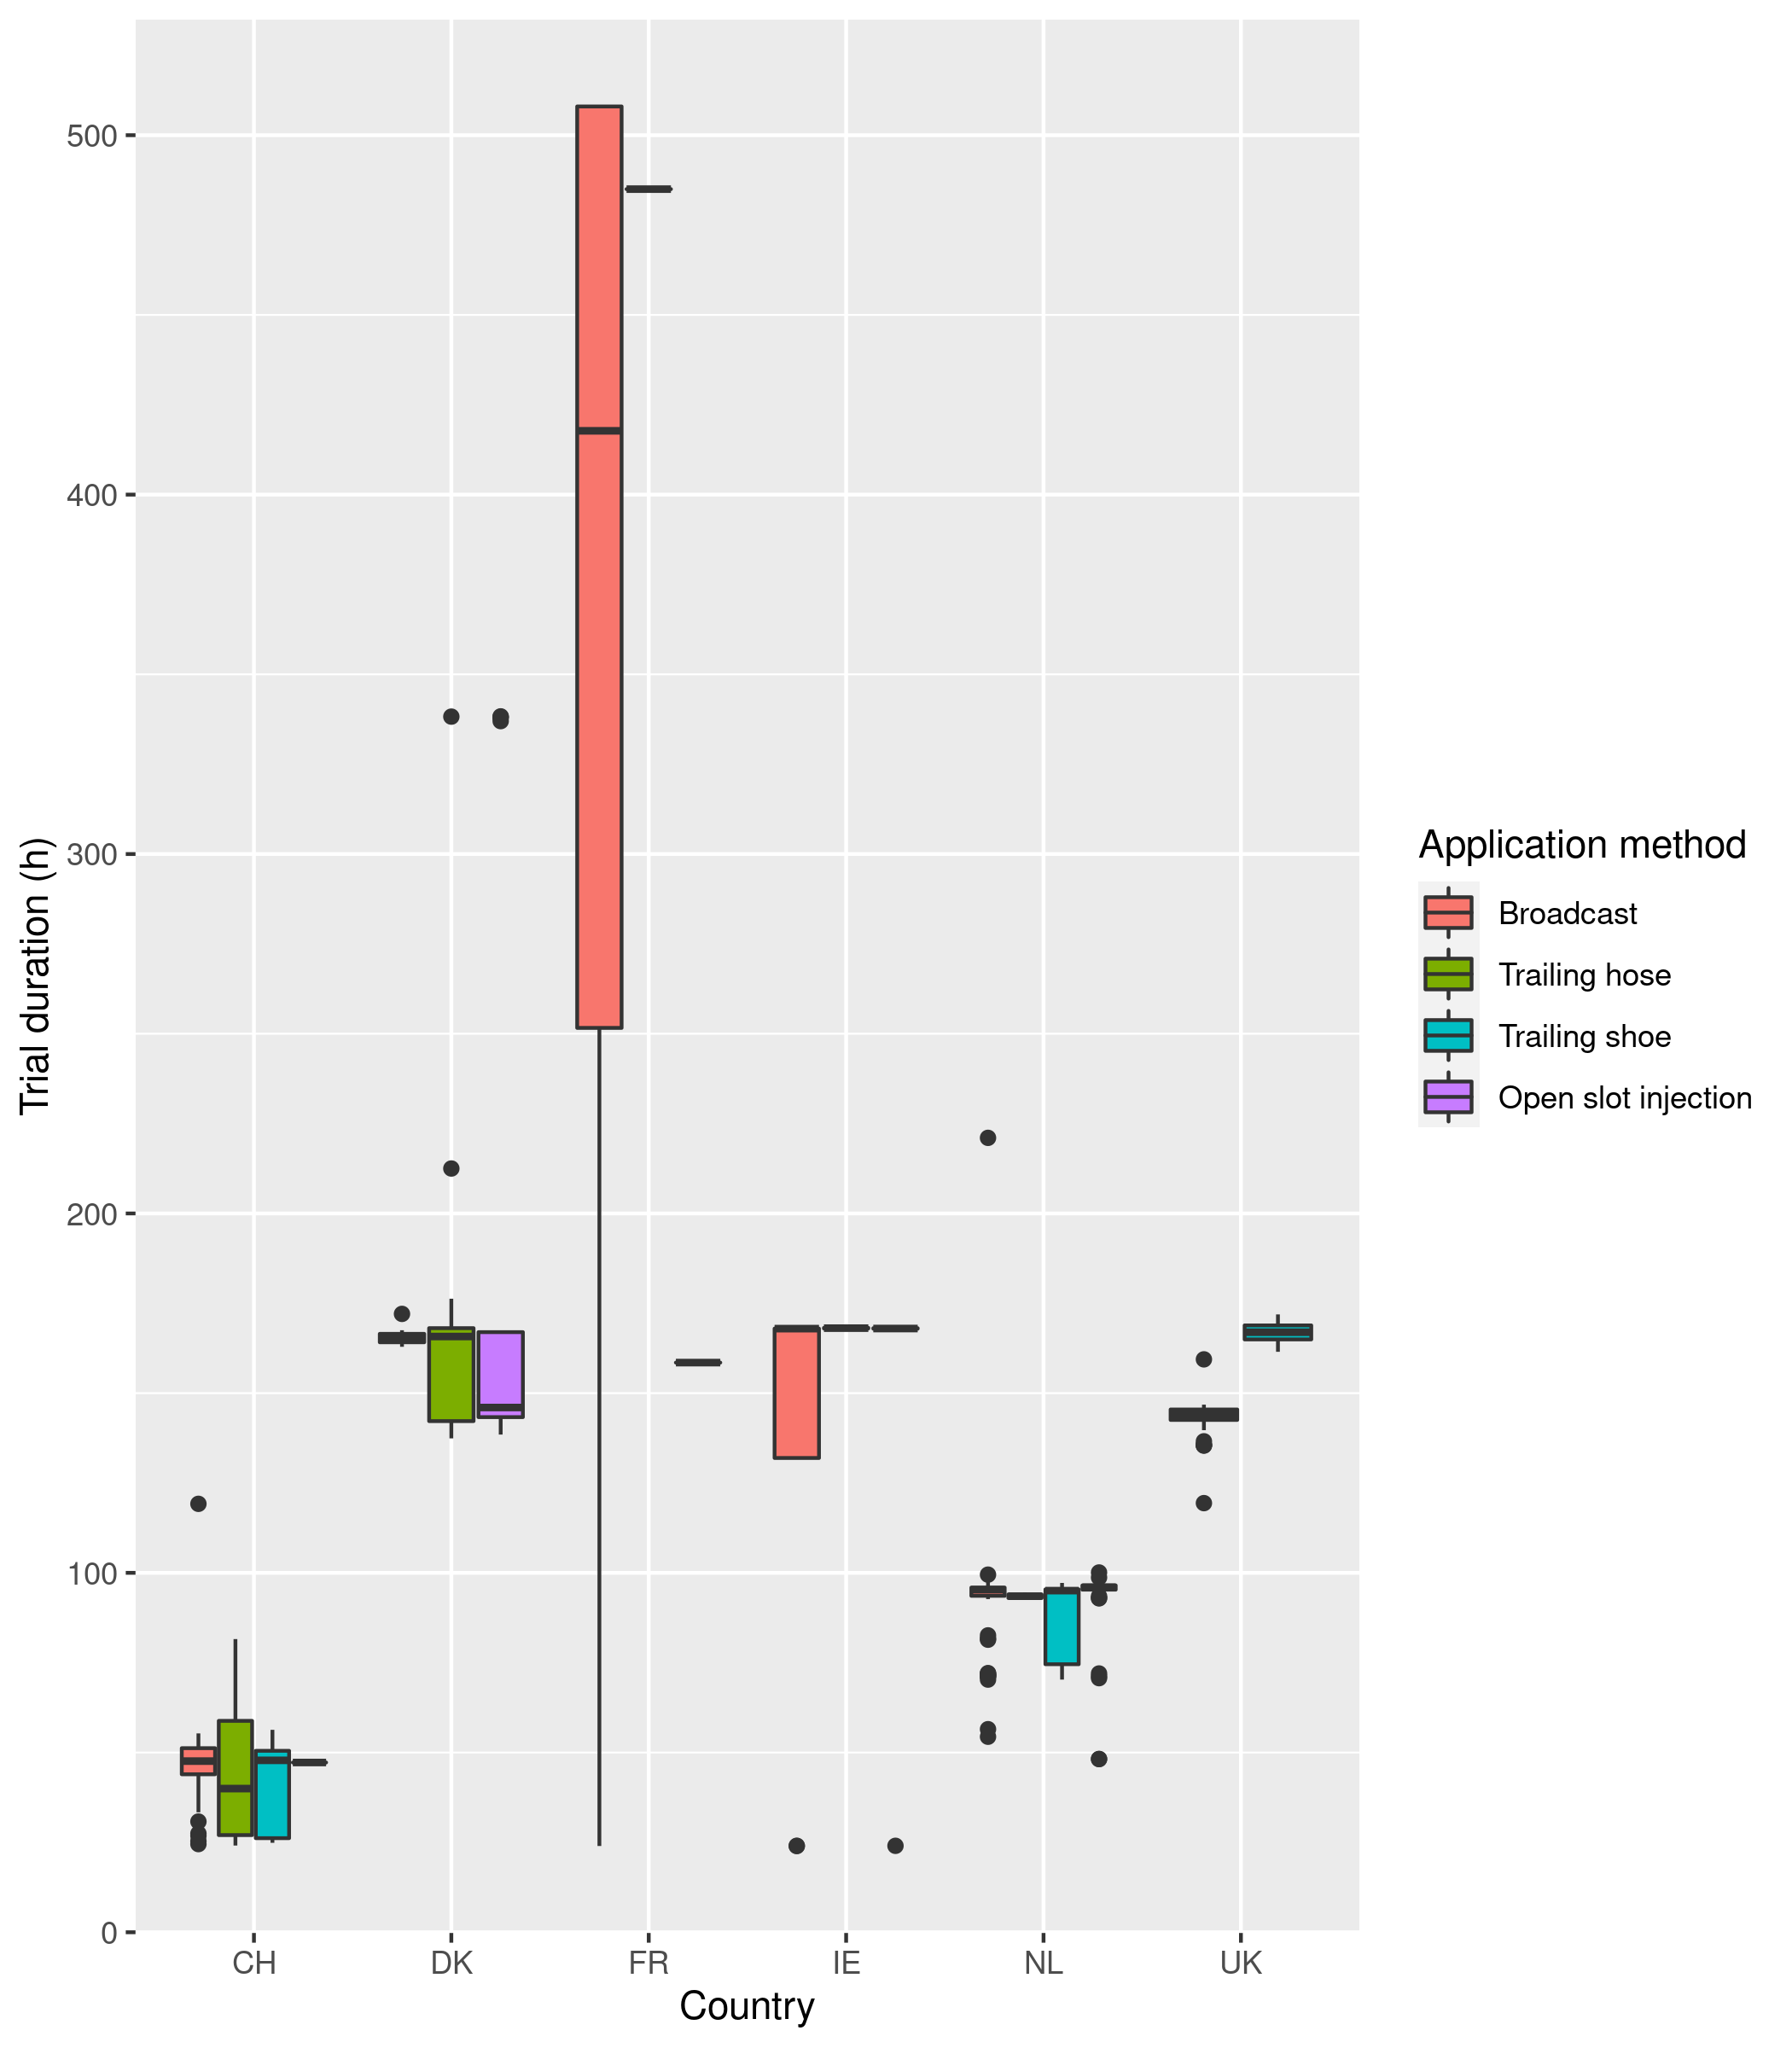 500
400
300
200
100
0
Trial duration (h)
CH DK FR IE NL UK
Country
Application method
Broadcast
Trailing hose
Trailing shoe
Open slot injection